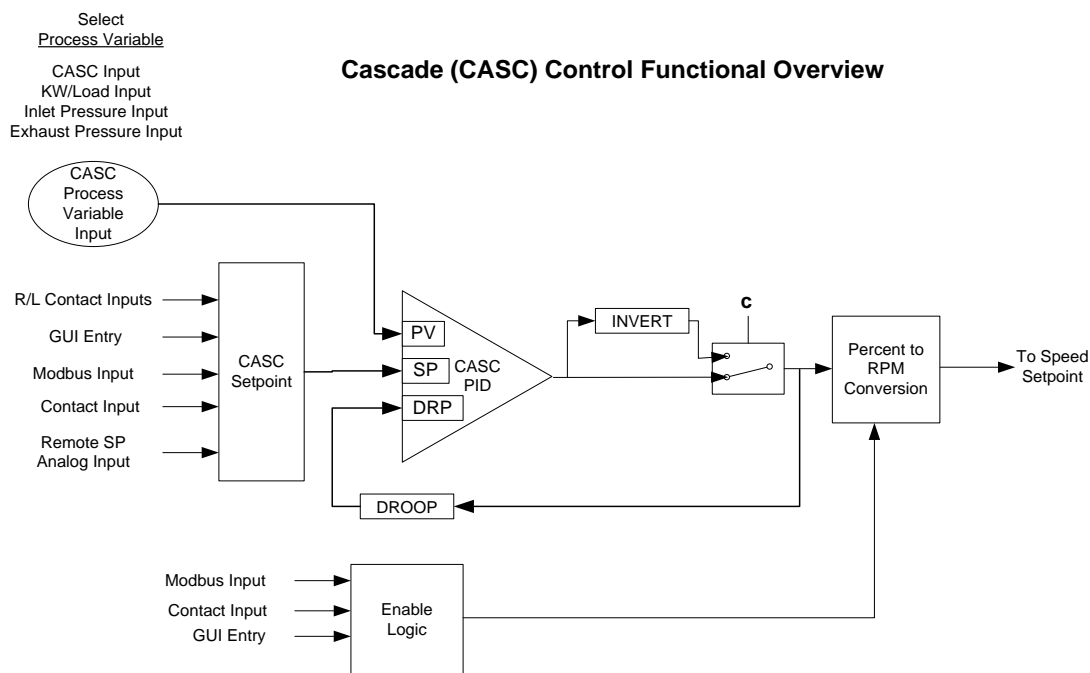 Select
Process Variable
CASC Input
KW/Load Input
Inlet Pressure Input
Exhaust Pressure Input
Cascade (CASC) Control Functional Overview
CASC
Process
Variable
Input
R/L Contact Inputs
GUI Entry
Modbus Input
Contact Input
Remote SP
Analog Input
CASC
Setpoint
PV
SP
DRP
CASC
PID
INVERT
c
DROOP
Percent to
RPM
Conversion
To Speed
Setpoint
Modbus Input
Contact Input
GUI Entry
Enable
Logic